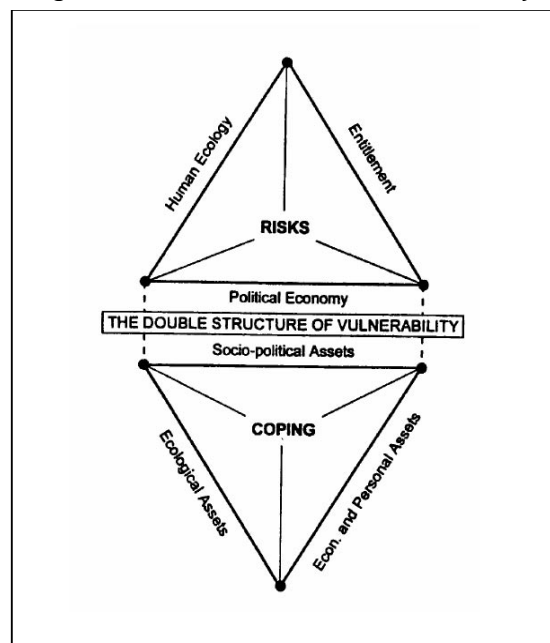 Human Ecology
Entitlement
RISKS
Political Economy
THE DOUBLE STRUCTURE OF VULNERABILITY
Socio-political Assets
COPING
Ecological Assets
Econ. and Personal Assets